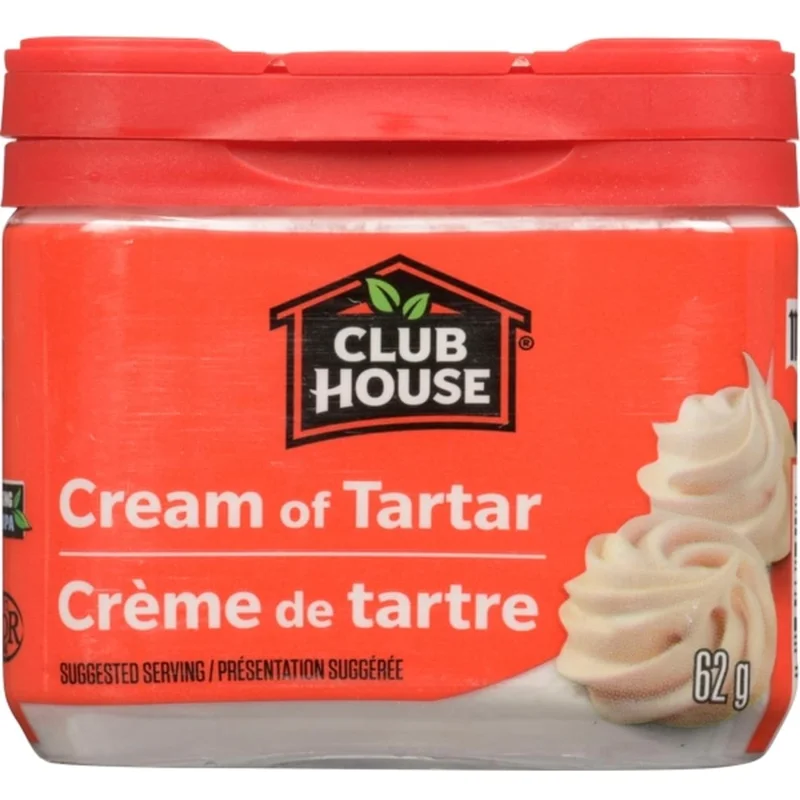 CLUB
HOUSE®
Cream of Tartar
Crème de tartre
SUGGESTED SERVING / PRÉSENTATION SUGGÉRÉE
62 g